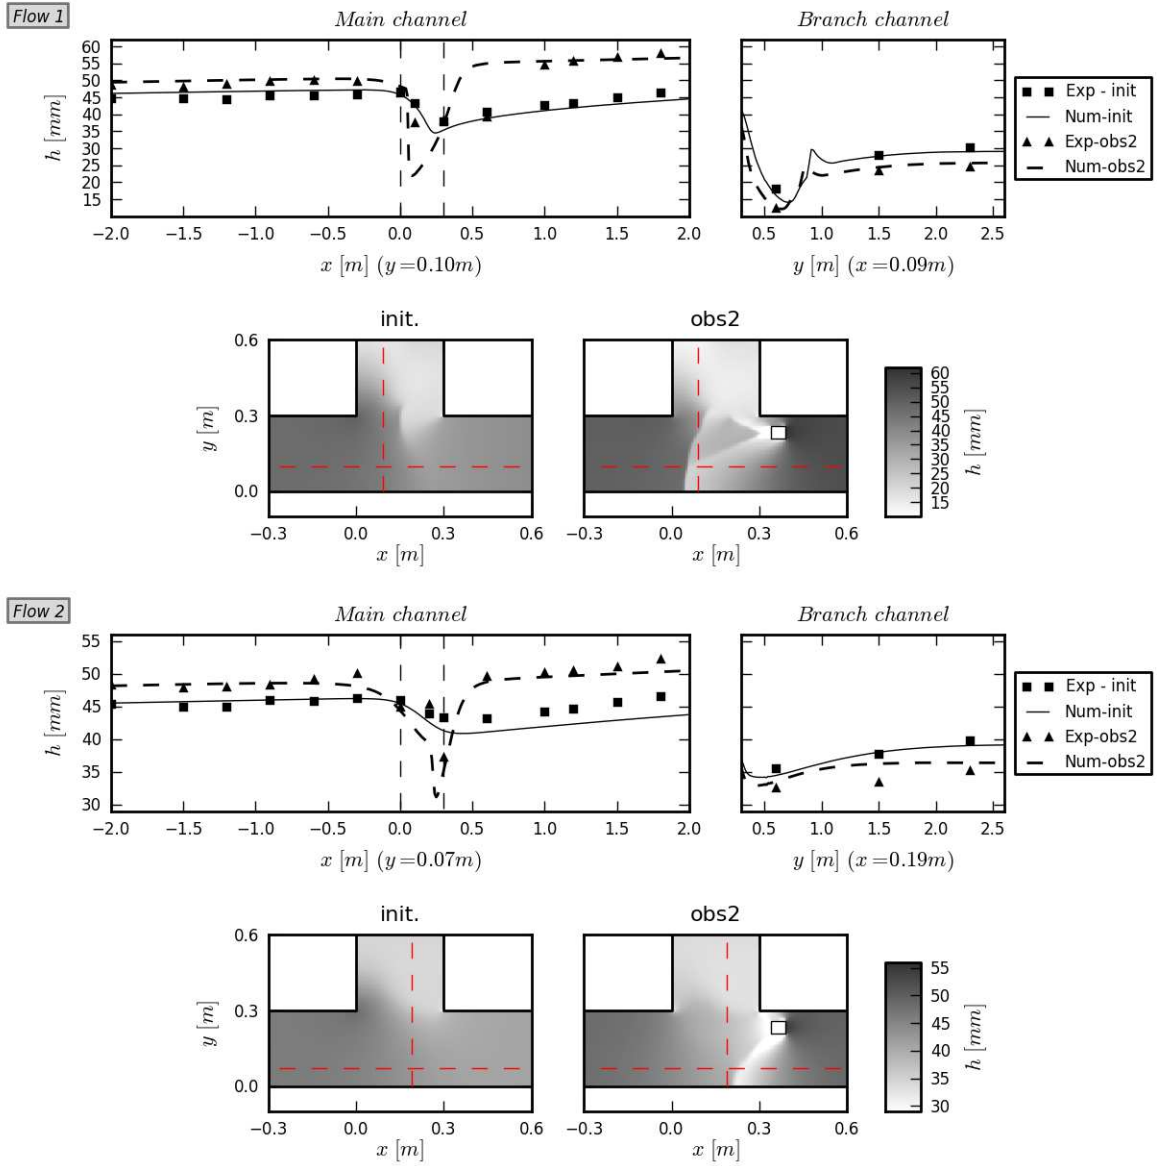 Flow 1
Main channel
Branch channel
60
55
50
45
40
35
30
25
20
15
h [mm]
−2.0 −1.5 −1.0 −0.5 0.0 0.5 1.0 1.5 2.0
x [m] (y=0.10m)
0.5 1.0 1.5 2.0 2.5
y [m] (x=0.09m)
Exp - init
Num-init
Exp-obs2
Num-obs2
init.
obs2
0.6
0.3
0.0
y [m]
−0.3 0.0 0.3 0.6
x [m]
−0.3 0.0 0.3 0.6
x [m]
60
55
50
45
40
35
30
25
20
15
h [mm]
Flow 2
Main channel
Branch channel
55
50
45
40
35
30
h [mm]
−2.0 −1.5 −1.0 −0.5 0.0 0.5 1.0 1.5 2.0
x [m] (y=0.07m)
0.5 1.0 1.5 2.0 2.5
y [m] (x=0.19m)
Exp - init
Num-init
Exp-obs2
Num-obs2
init.
obs2
0.6
0.3
0.0
y [m]
−0.3 0.0 0.3 0.6
x [m]
−0.3 0.0 0.3 0.6
x [m]
55
50
45
40
35
30
h [mm]